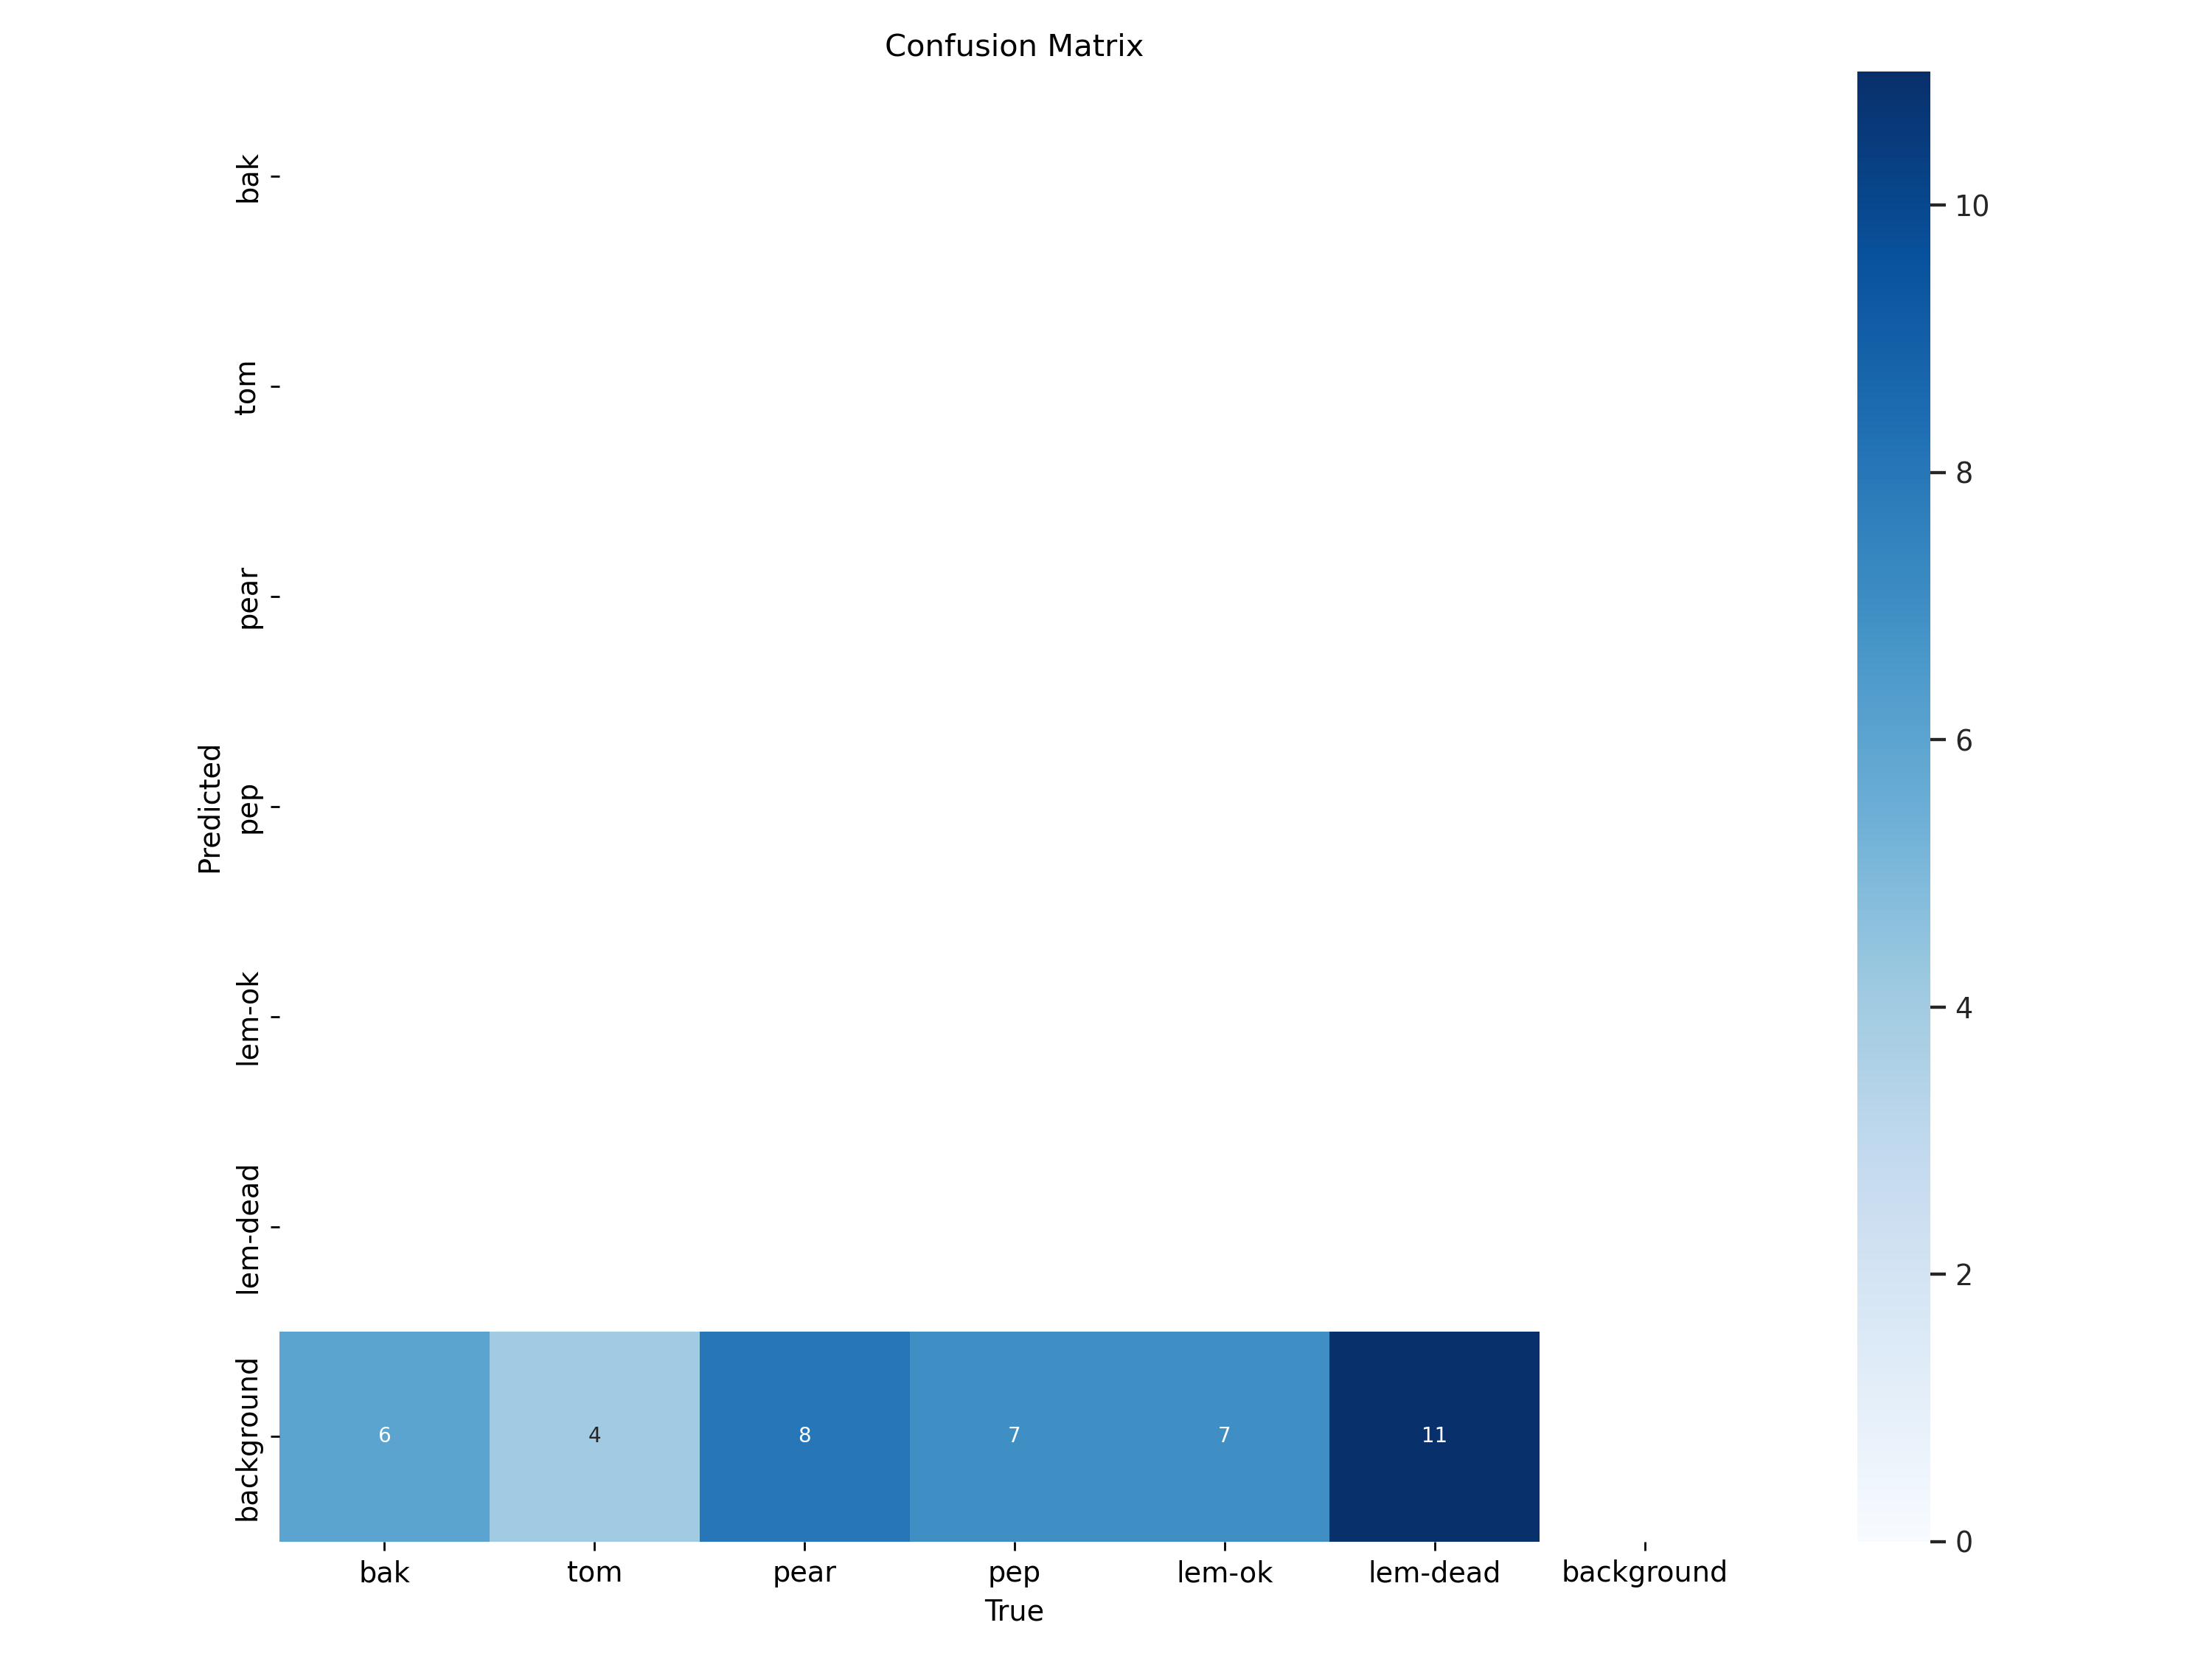 Confusion Matrix
Predicted
bak
tom
pear
pep
lem-ok
lem-dead
background
6 4 8 7 7 11
bak tom pear pep lem-ok lem-dead background
True
10
8
6
4
2
0